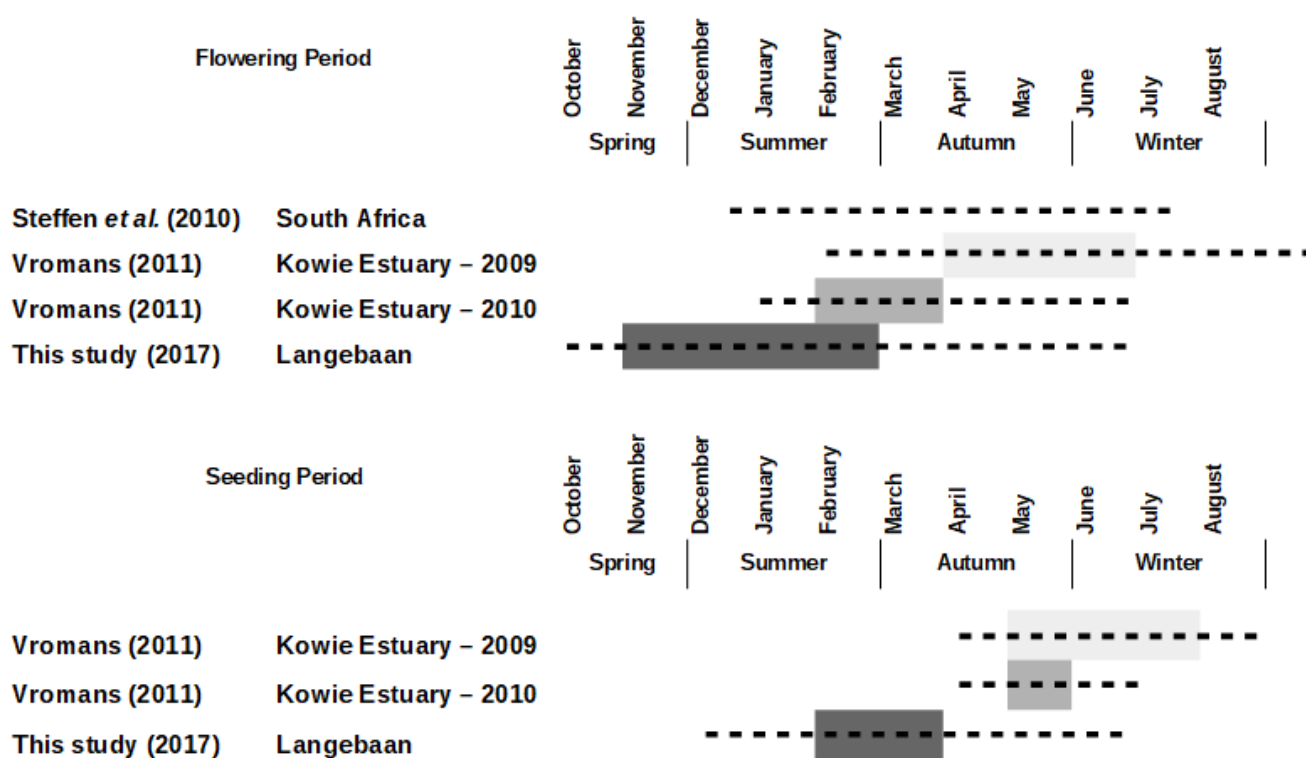 Flowering Period
October November December January February March April May June July August
Spring Summer Autumn Winter
Steffen et al. (2010) South Africa
Vromans (2011) Kowie Estuary – 2009
Vromans (2011) Kowie Estuary – 2010
This study (2017) Langebaan
Seeding Period
October November December January February March April May June July August
Spring Summer Autumn Winter
Vromans (2011) Kowie Estuary – 2009
Vromans (2011) Kowie Estuary – 2010
This study (2017) Langebaan